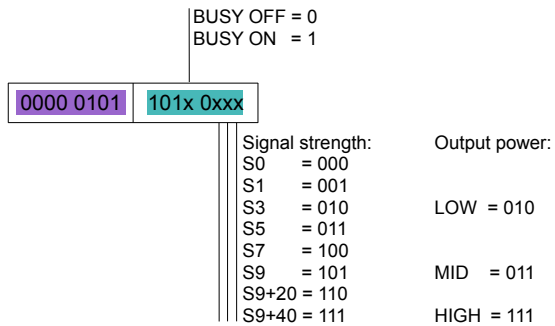 BUSY OFF = 0
BUSY ON = 1
0000 0101 101x 0xxx
Signal strength: Output power:
S0 = 000
S1 = 001
S3 = 010 LOW = 010
S5 = 011
S7 = 100
S9 = 101 MID = 011
S9+20 = 110
S9+40 = 111 HIGH = 111